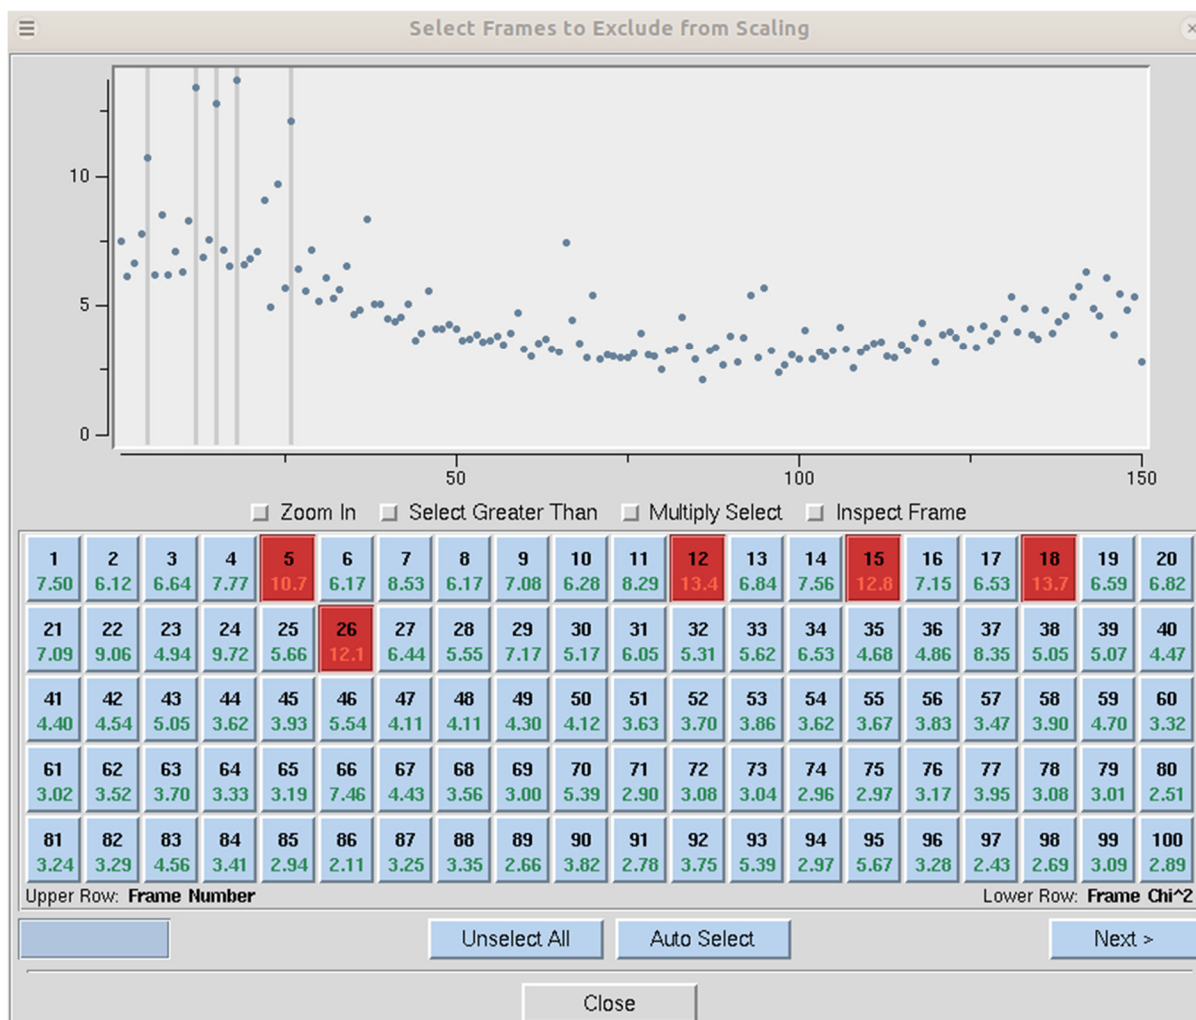 Select Frames to Exclude from Scaling
10
5
0
50 100 150
Zoom In Select Greater Than Multiply Select Inspect Frame
1 2 3 4 5 6 7 8 9 10 11 12 13 14 15 16 17 18 19 20
7.50 6.12 6.64 7.77 10.7 6.17 8.53 6.17 7.08 6.28 8.29 13.4 6.84 7.56 12.8 7.15 6.53 13.7 6.59 6.82
21 22 23 24 25 26 27 28 29 30 31 32 33 34 35 36 37 38 39 40
7.09 9.06 4.94 9.72 5.66 12.1 6.44 5.55 7.17 5.17 6.05 5.31 5.62 6.53 4.68 4.86 8.35 5.05 5.07 4.47
41 42 43 44 45 46 47 48 49 50 51 52 53 54 55 56 57 58 59 60
4.40 4.54 5.05 3.62 3.93 5.54 4.11 4.11 4.30 4.12 3.63 3.70 3.86 3.62 3.67 3.83 3.47 3.90 4.70 3.32
61 62 63 64 65 66 67 68 69 70 71 72 73 74 75 76 77 78 79 80
3.02 3.52 3.70 3.33 3.19 7.46 4.43 3.56 3.00 5.39 2.90 3.08 3.04 2.96 2.97 3.17 3.95 3.08 3.01 2.51
81 82 83 84 85 86 87 88 89 90 91 92 93 94 95 96 97 98 99 100
3.24 3.29 4.56 3.41 2.94 2.11 3.25 3.35 2.66 3.82 2.78 3.75 5.39 2.97 5.67 3.28 2.43 2.69 3.09 2.89
Upper Row: Frame Number Lower Row: Frame Chi^2
Unselect All Auto Select Next >
Close